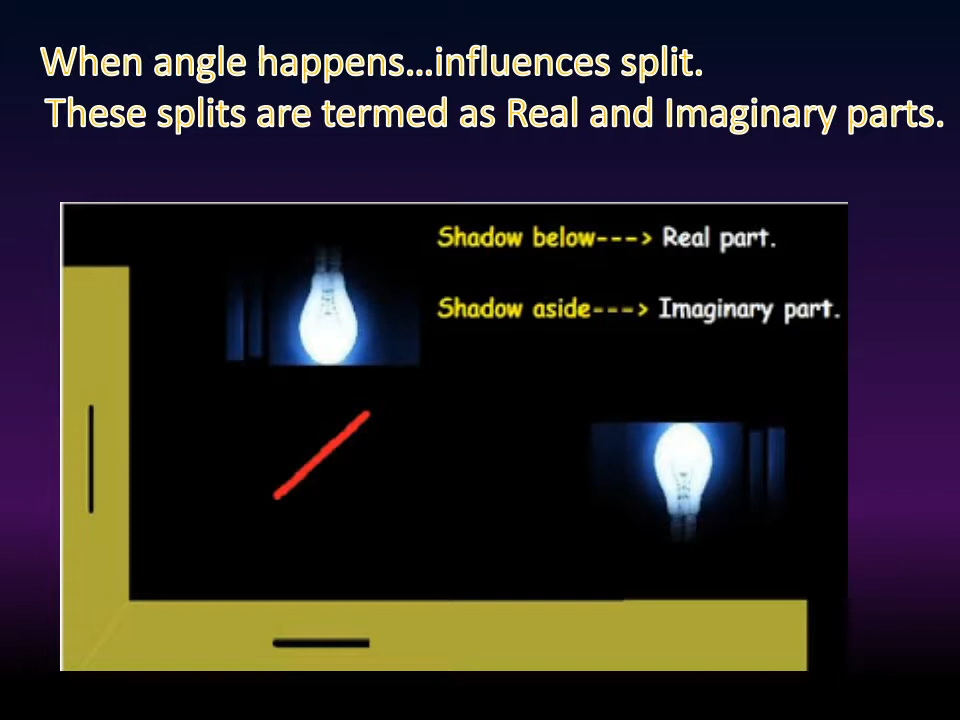 When angle happens…influences split.
These splits are termed as Real and Imaginary parts.
Shadow below---> Real part.
Shadow aside---> Imaginary part.